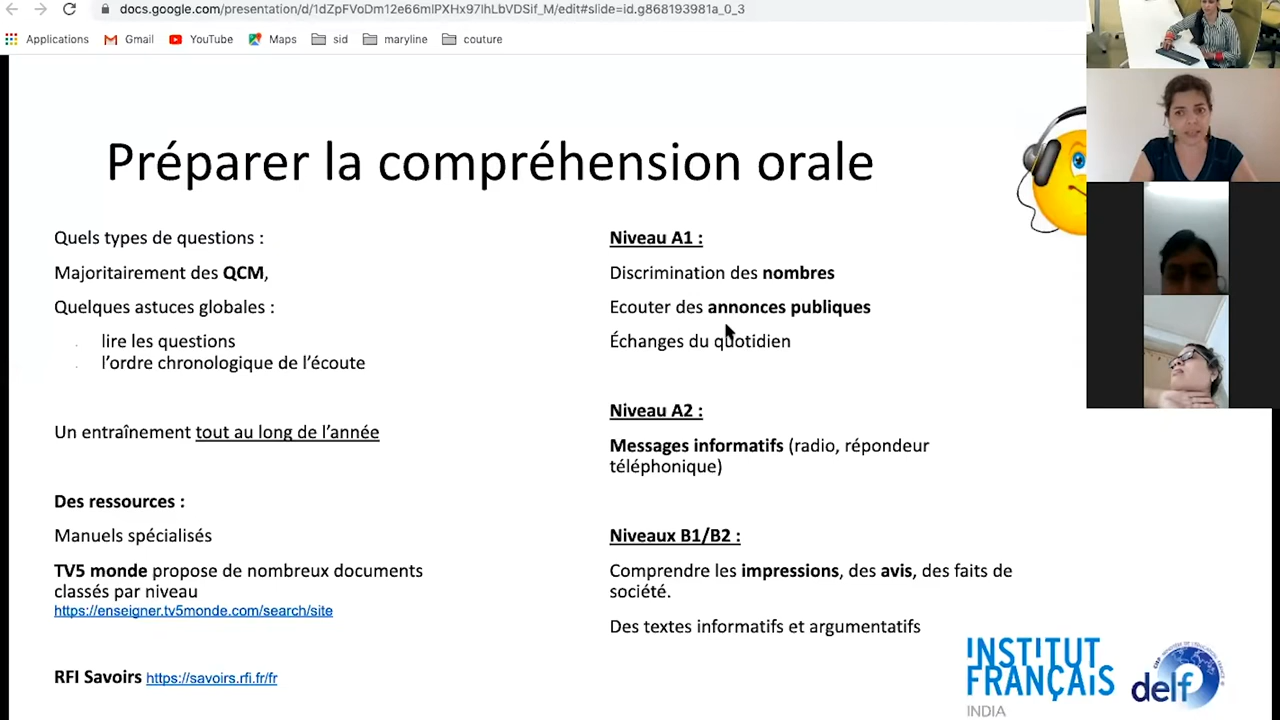 docs.google.com/presentation/d/1dZpFVoDm12e66mlPXHx97lhLbVDSif_M/edit#slide=id.g868193981a_0_3
Applications Gmail YouTube Maps sid maryline couture
Préparer la compréhension orale
Quels types de questions :
Majoritairement des QCM,
Quelques astuces globales :
lire les questions
l’ordre chronologique de l’écoute
Un entraînement tout au long de l’année
Des ressources :
Manuels spécialisés
TV5 monde propose de nombreux documents
classés par niveau
https://enseigner.tv5monde.com/search/site
RFI Savoirs https://savoirs.rfi.fr/fr
Niveau A1 :
Discrimination des nombres
Ecouter des annonces publiques
Échanges du quotidien
Niveau A2 :
Messages informatifs (radio, répondeur
téléphonique)
Niveaux B1/B2 :
Comprendre les impressions, des avis, des faits de
société.
Des textes informatifs et argumentatifs
INSTITUT
FRANÇAIS
INDIA
delf